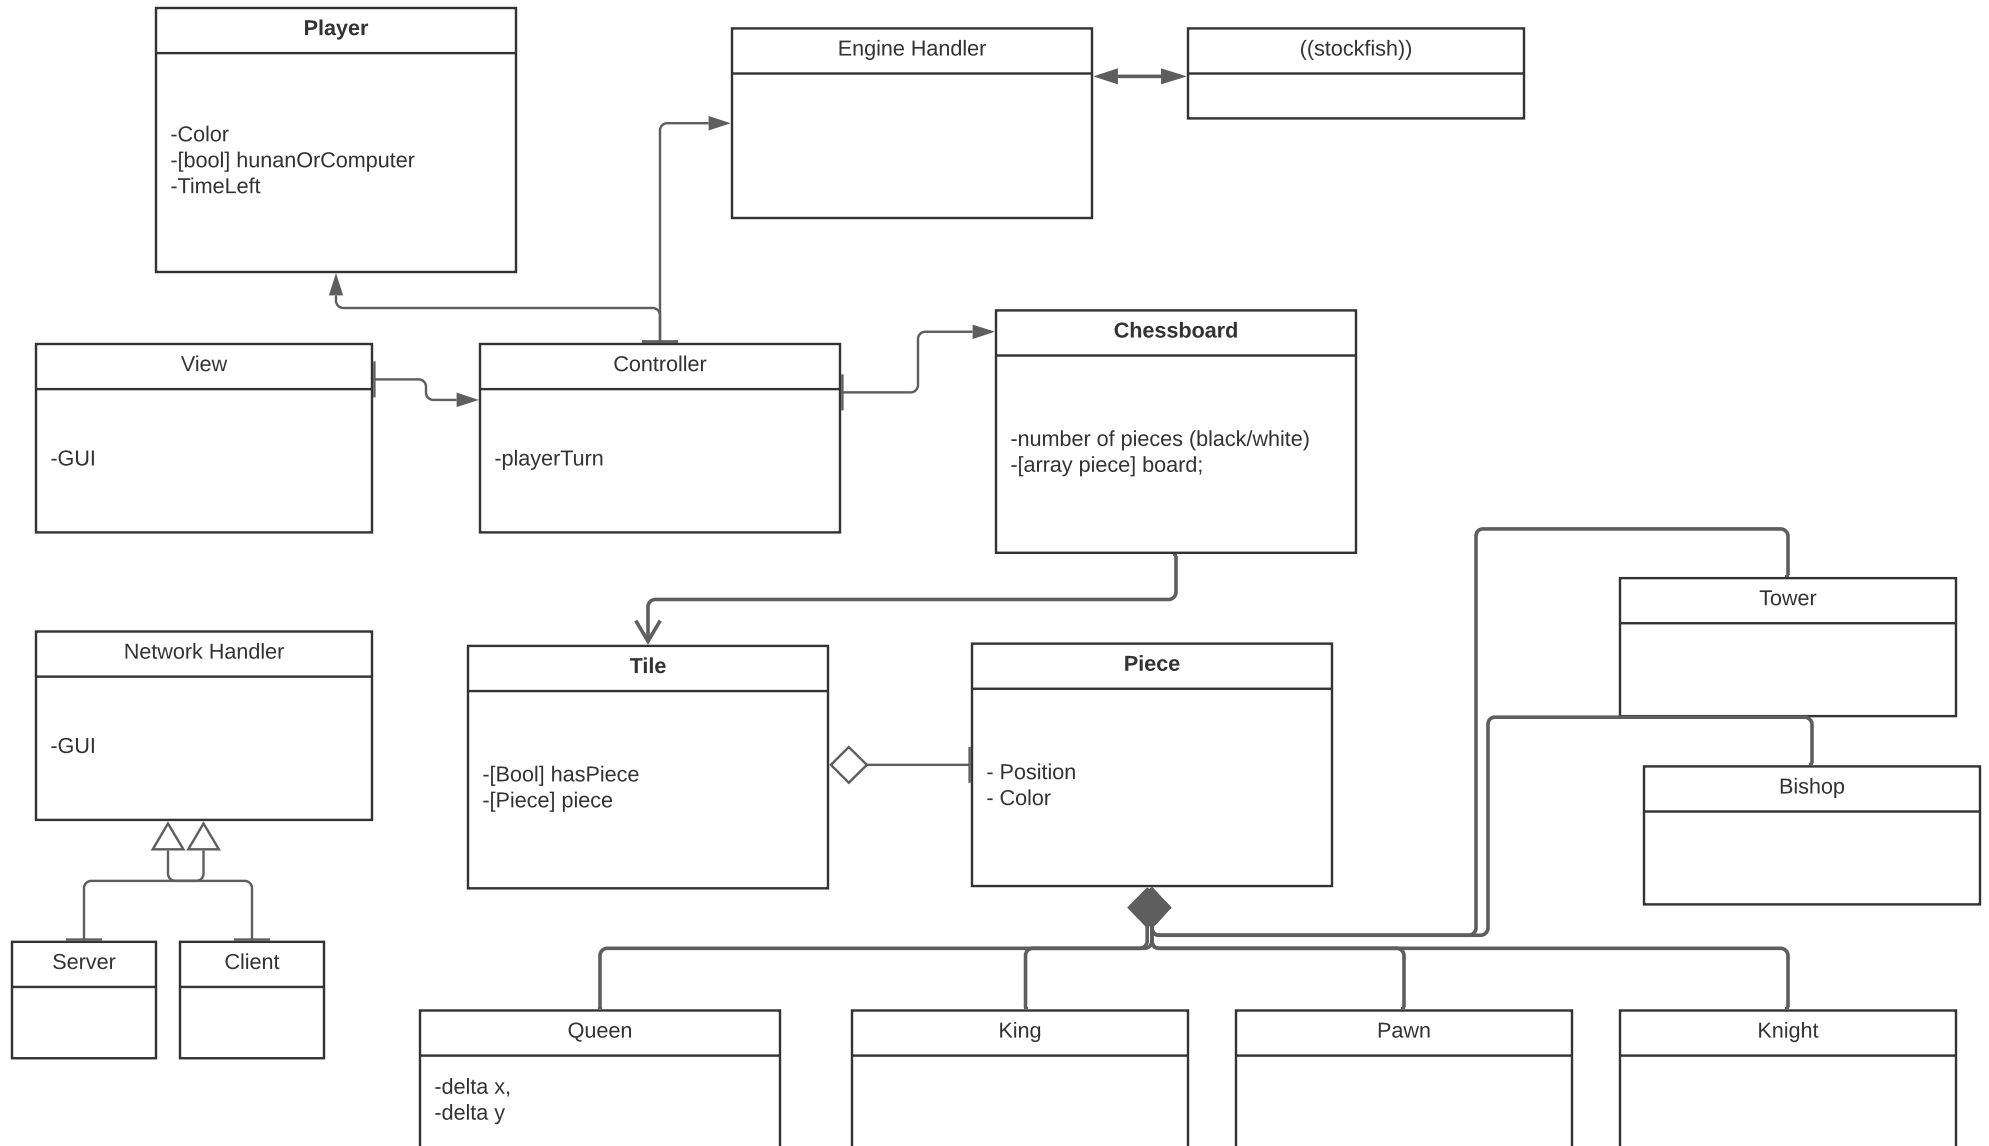 Player
-Color
-[bool] hunanOrComputer
-TimeLeft
Engine Handler
((stockfish))
View
-GUI
Controller
-playerTurn
Chessboard
-number of pieces (black/white)
-[array piece] board;
Network Handler
-GUI
Tile
-[Bool] hasPiece
-[Piece] piece
Piece
- Position
- Color
Tower
Bishop
Server
Client
Queen
-delta x,
-delta y
King
Pawn
Knight